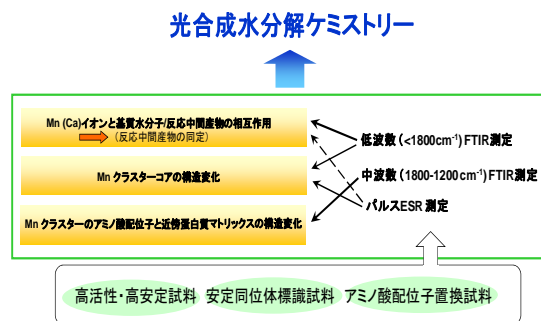 光合成水分解ケミストリー
Mn (Ca)イオンと基質水分子/反応中間産物の相互作用
(反応中間産物の同定)
Mn クラスターコアの構造変化
Mn クラスターのアミノ酸配位子と近傍蛋白質マトリックスの構造変化
低波数 (<1800cm⁻¹) FTIR測定
中波数 (1800-1200 cm⁻¹) FTIR測定
パルスESR 測定
高活性・高安定試料 安定同位体標識試料 アミノ酸配位子置換試料